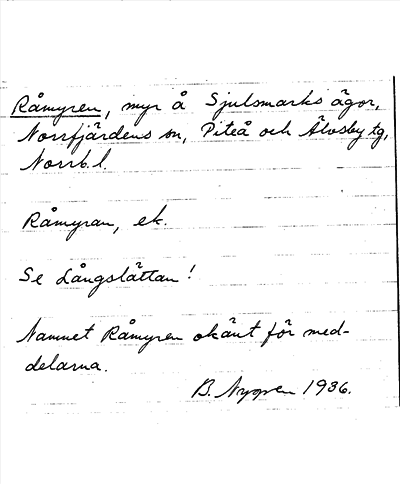 Råmyren, myr å Sjulsmarks ägor,
Norrfjärdens sn, Piteå och Älvsby tg,
Norrb. l.
Råmyran, ek.
Se Långslåttan!
Namnet Råmyren okänt för med-
delarna.
B. Nygren 1936.